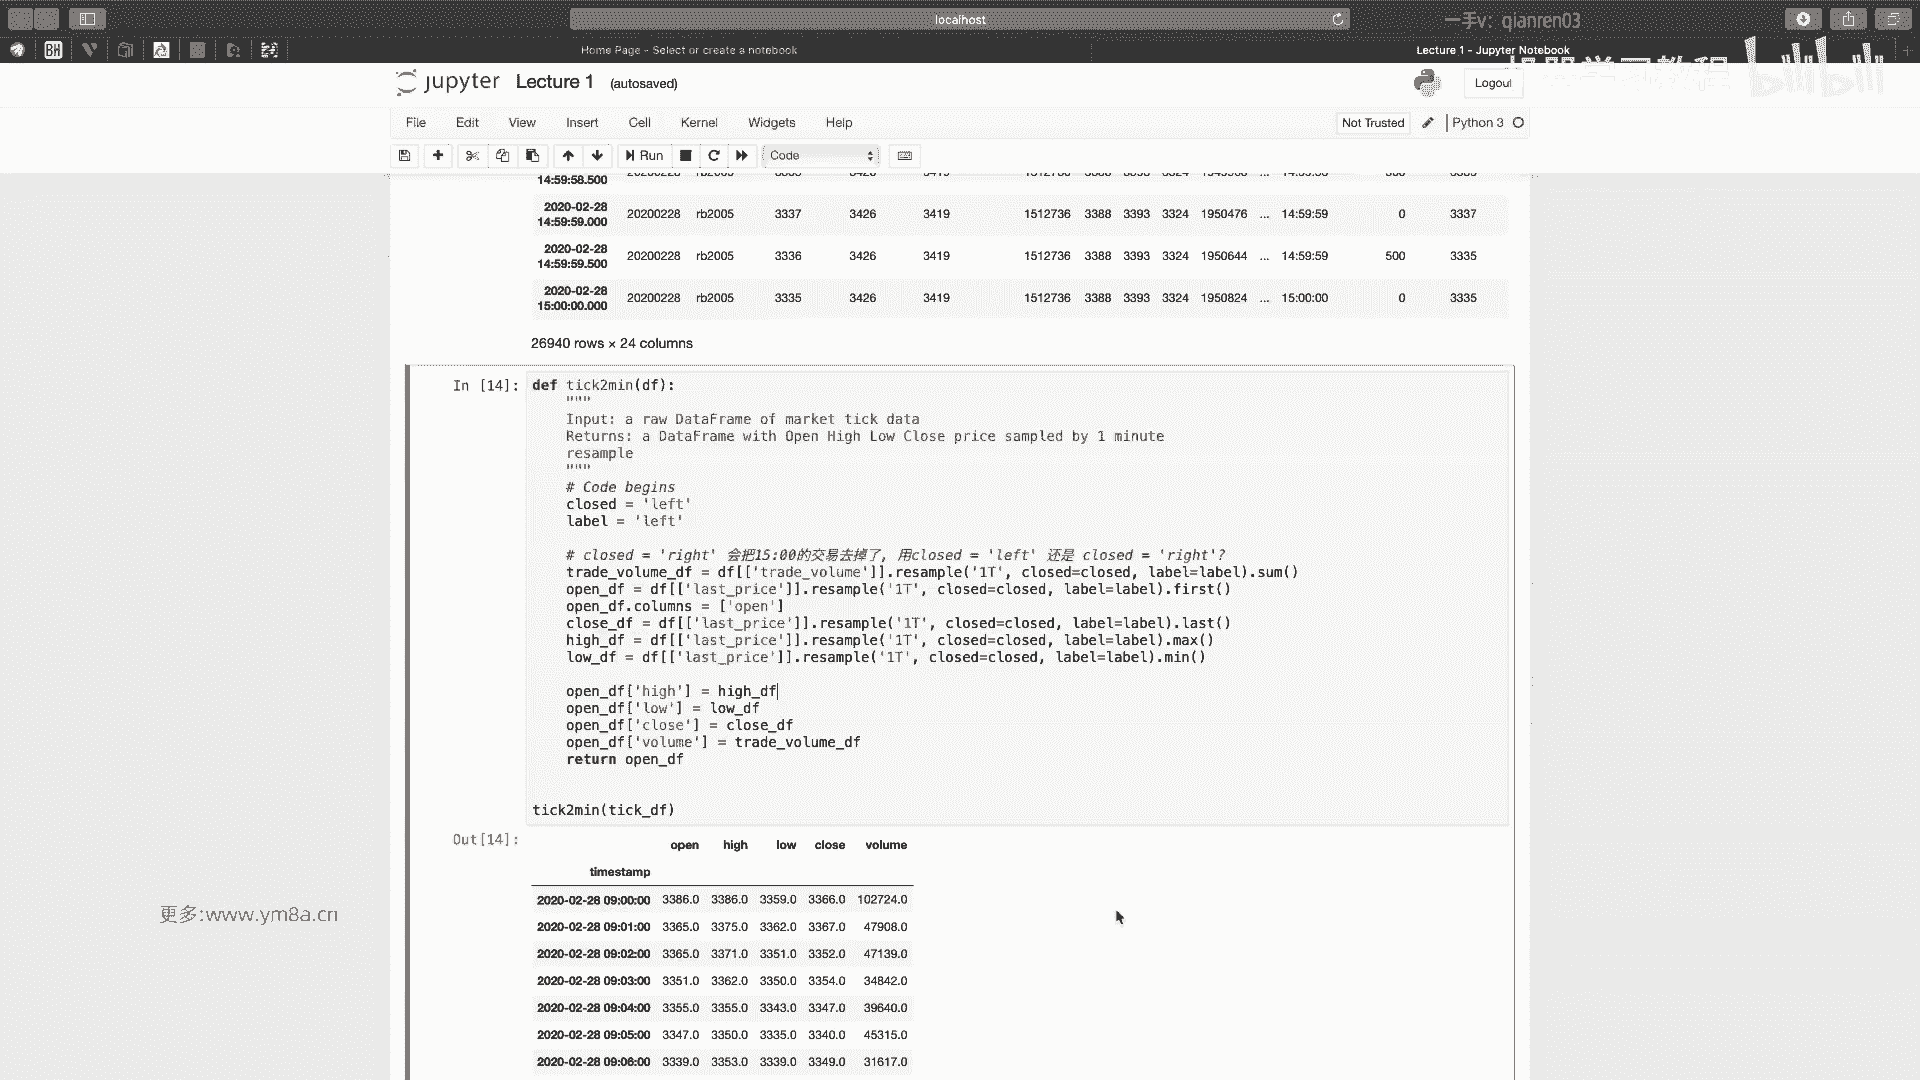 localhost
一手v: qianren03
Home Page - Select or create a notebook
Lecture 1 - Jupyter Notebook
jupyter Lecture 1 (autosaved)
Logout
File Edit View Insert Cell Kernel Widgets Help
Not Trusted Python 3
Run Code
14:59:58.500
2020-02-28 14:59:59.000 20200228 rb2005 3337 3426 3419 1512736 3388 3393 3324 1950476 ... 14:59:59 0 3337
2020-02-28 14:59:59.500 20200228 rb2005 3336 3426 3419 1512736 3388 3393 3324 1950644 ... 14:59:59 500 3335
2020-02-28 15:00:00.000 20200228 rb2005 3335 3426 3419 1512736 3388 3393 3324 1950824 ... 15:00:00 0 3335
26940 rows × 24 columns
In [14]: def tick2min(df):
"""
Input: a raw DataFrame of market tick data
Returns: a DataFrame with Open High Low Close price sampled by 1 minute
resample
"""
# Code begins
closed = 'left'
label = 'left'
# closed = 'right' 会把15:00的交易去掉了, 用closed = 'left' 还是 closed = 'right'?
trade_volume_df = df[['trade_volume']].resample('1T', closed=closed, label=label).sum()
open_df = df[['last_price']].resample('1T', closed=closed, label=label).first()
open_df.columns = ['open']
close_df = df[['last_price']].resample('1T', closed=closed, label=label).last()
high_df = df[['last_price']].resample('1T', closed=closed, label=label).max()
low_df = df[['last_price']].resample('1T', closed=closed, label=label).min()
open_df['high'] = high_df
open_df['low'] = low_df
open_df['close'] = close_df
open_df['volume'] = trade_volume_df
return open_df
tick2min(tick_df)
Out[14]:
open high low close volume
timestamp
2020-02-28 09:00:00 3386.0 3386.0 3359.0 3366.0 102724.0
2020-02-28 09:01:00 3365.0 3375.0 3362.0 3367.0 47908.0
2020-02-28 09:02:00 3365.0 3371.0 3351.0 3352.0 47139.0
2020-02-28 09:03:00 3351.0 3362.0 3350.0 3354.0 34842.0
2020-02-28 09:04:00 3355.0 3355.0 3343.0 3347.0 39640.0
2020-02-28 09:05:00 3347.0 3350.0 3335.0 3340.0 45315.0
2020-02-28 09:06:00 3339.0 3353.0 3339.0 3349.0 31617.0
更多:www.ym8a.cn